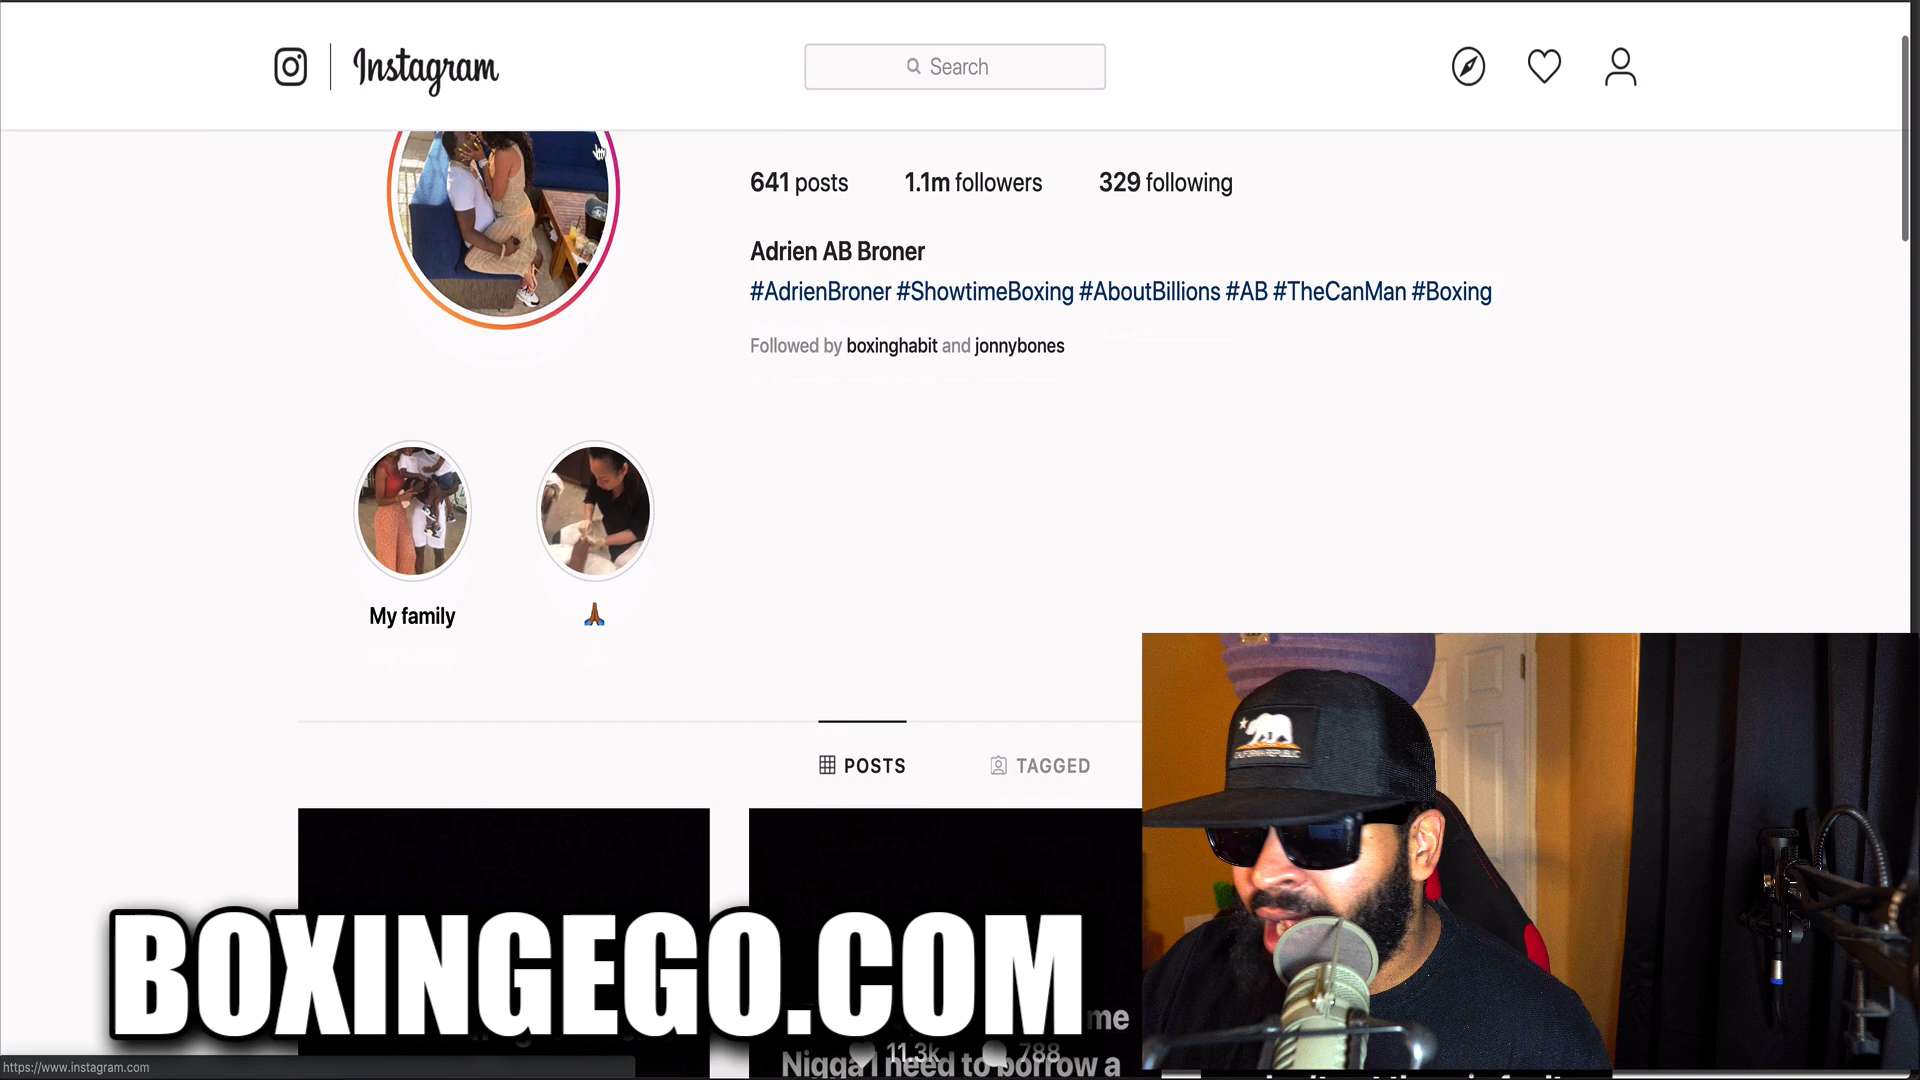 Instagram
Search
641 posts 1.1m followers 329 following
Adrien AB Broner
#AdrienBroner #ShowtimeBoxing #AboutBillions #AB #TheCanMan #Boxing
Followed by boxinghabit and jonnybones
My family 🙏🏾
POSTS TAGGED
CALIFORNIA REPUBLIC
BOXINGEGO.COM
me
11.3k 788
Nigga I need to borrow a
https://www.instagram.com